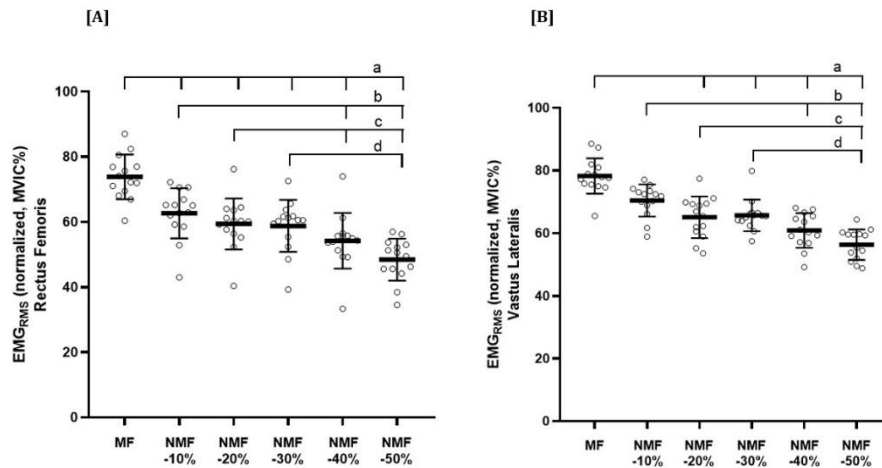 [A]
a
b
c
d
100
80
60
40
20
0
EMGRMS (normalized, MVIC%)
Rectus Femoris
MF NMF NMF NMF NMF NMF
-10% -20% -30% -40% -50%
[B]
a
b
c
d
100
80
60
40
20
0
EMGRMS (normalized, MVIC%)
Vastus Lateralis
MF NMF NMF NMF NMF NMF
-10% -20% -30% -40% -50%